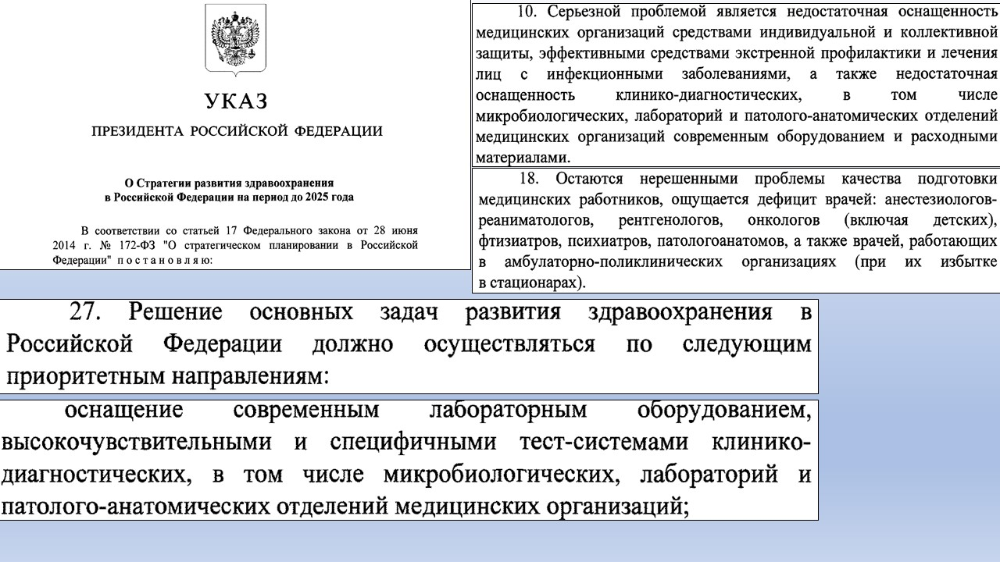 УКАЗ
ПРЕЗИДЕНТА РОССИЙСКОЙ ФЕДЕРАЦИИ
О Стратегии развития здравоохранения
в Российской Федерации на период до 2025 года
В соответствии со статьей 17 Федерального закона от 28 июня
2014 г. № 172-ФЗ "О стратегическом планировании в Российской
Федерации" п о с т а н о в л я ю:
10. Серьезной проблемой является недостаточная оснащенность
медицинских организаций средствами индивидуальной и коллективной
защиты, эффективными средствами экстренной профилактики и лечения
лиц с инфекционными заболеваниями, а также недостаточная
оснащенность клинико-диагностических, в том числе
микробиологических, лабораторий и патолого-анатомических отделений
медицинских организаций современным оборудованием и расходными
материалами.
18. Остаются нерешенными проблемы качества подготовки
медицинских работников, ощущается дефицит врачей: анестезиологов-
реаниматологов, рентгенологов, онкологов (включая детских),
фтизиатров, психиатров, патологоанатомов, а также врачей, работающих
в амбулаторно-поликлинических организациях (при их избытке
в стационарах).
27. Решение основных задач развития здравоохранения в
Российской Федерации должно осуществляться по следующим
приоритетным направлениям:
оснащение современным лабораторным оборудованием,
высокочувствительными и специфичными тест-системами клинико-
диагностических, в том числе микробиологических, лабораторий и
патолого-анатомических отделений медицинских организаций;